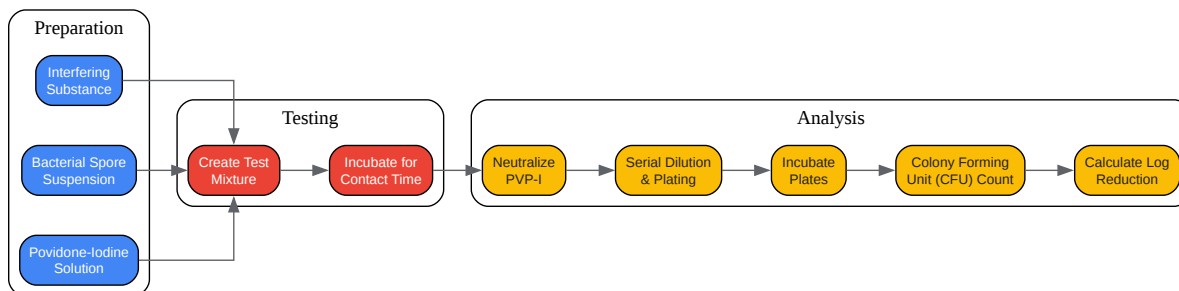 Preparation
Interfering
Substance
Bacterial Spore
Suspension
Povidone-Iodine
Solution
Testing
Create Test
Mixture
Incubate for
Contact Time
Analysis
Neutralize
PVP-I
Serial Dilution
& Plating
Incubate
Plates
Colony Forming
Unit (CFU) Count
Calculate Log
Reduction